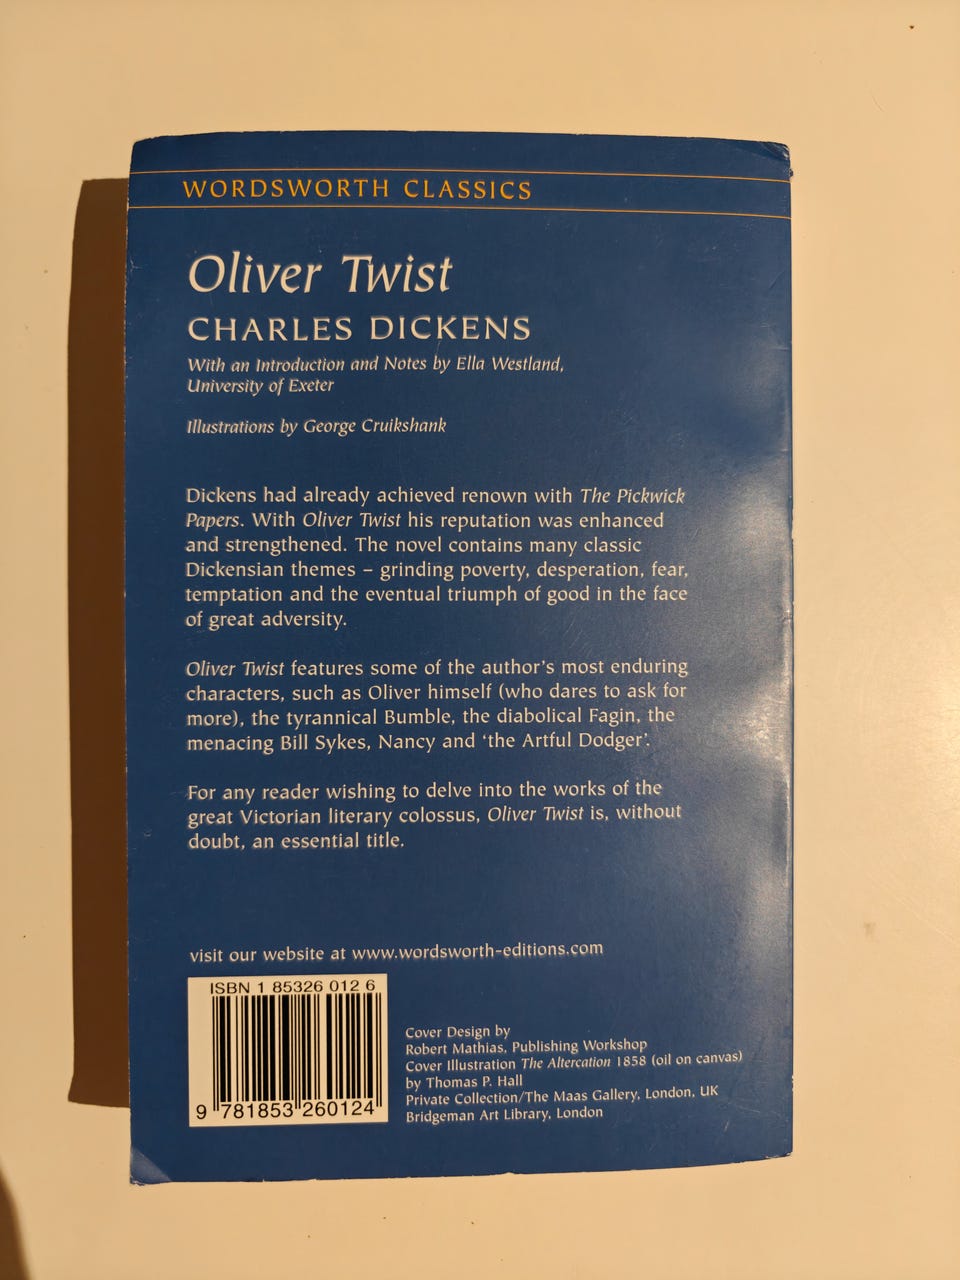 WORDSWORTH CLASSICS
Oliver Twist
CHARLES DICKENS
With an Introduction and Notes by Ella Westland,
University of Exeter
Illustrations by George Cruikshank
Dickens had already achieved renown with The Pickwick
Papers. With Oliver Twist his reputation was enhanced
and strengthened. The novel contains many classic
Dickensian themes – grinding poverty, desperation, fear,
temptation and the eventual triumph of good in the face
of great adversity.
Oliver Twist features some of the author's most enduring
characters, such as Oliver himself (who dares to ask for
more), the tyrannical Bumble, the diabolical Fagin, the
menacing Bill Sykes, Nancy and 'the Artful Dodger'.
For any reader wishing to delve into the works of the
great Victorian literary colossus, Oliver Twist is, without
doubt, an essential title.
visit our website at www.wordsworth-editions.com
ISBN 1 85326 012 6
9 781853 260124
Cover Design by
Robert Mathias, Publishing Workshop
Cover Illustration The Altercation 1858 (oil on canvas)
by Thomas P. Hall
Private Collection/The Maas Gallery, London, UK
Bridgeman Art Library, London